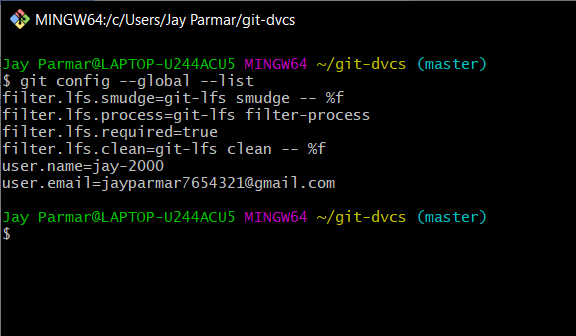 MINGW64:/c/Users/Jay Parmar/git-dvcs
Jay Parmar@LAPTOP-U244ACU5 MINGW64 ~/git-dvcs (master)
$ git config --global --list
filter.lfs.smudge=git-lfs smudge -- %f
filter.lfs.process=git-lfs filter-process
filter.lfs.required=true
filter.lfs.clean=git-lfs clean -- %f
user.name=jay-2000
user.email=jayparmar7654321@gmail.com
Jay Parmar@LAPTOP-U244ACU5 MINGW64 ~/git-dvcs (master)
$